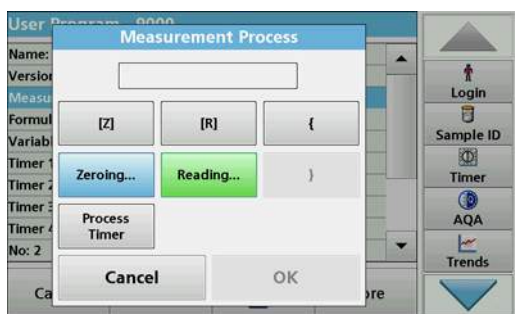 User Program 9000
Measurement Process
Name:
Version
Measu
Formul
Variabl
Timer 1
Timer 2
Timer 3
Timer 4
No: 2
[Z]
[R]
{
Zeroing...
Reading...
}
Process
Timer
Cancel
OK
Ca
ore
Login
Sample ID
Timer
AQA
Trends